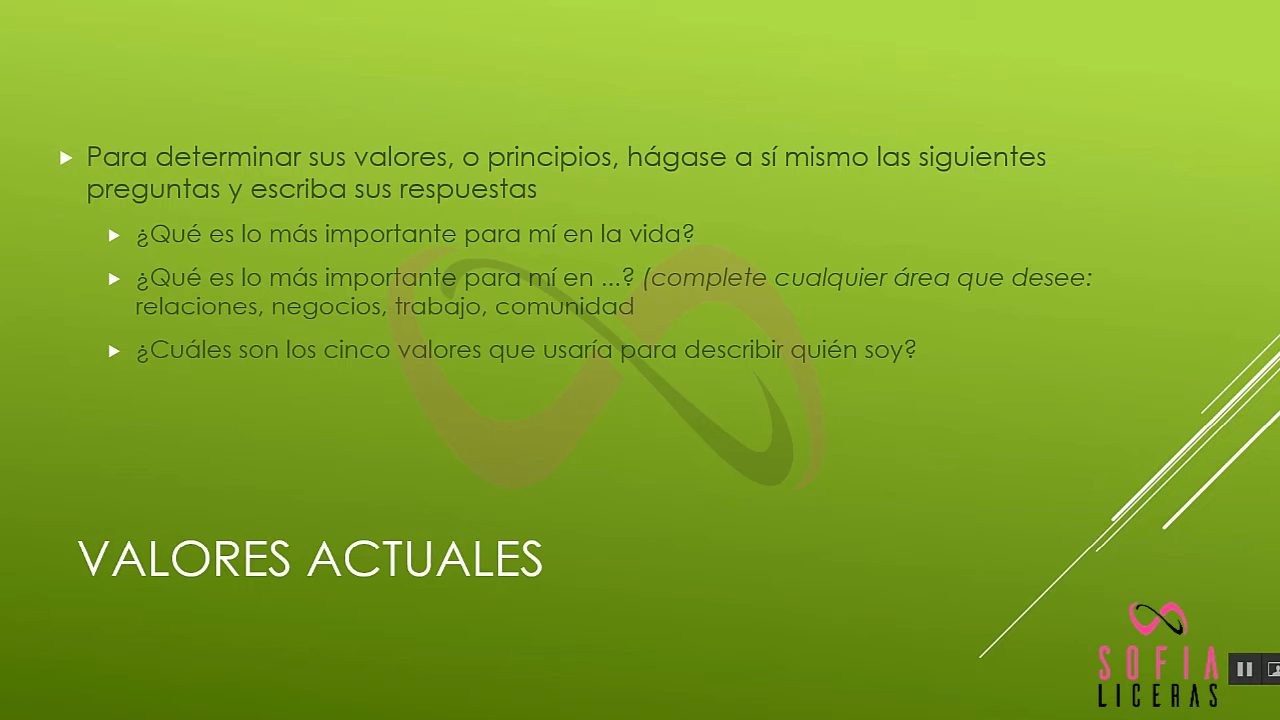 Para determinar sus valores, o principios, hágase a sí mismo las siguientes
preguntas y escriba sus respuestas
¿Qué es lo más importante para mí en la vida?
¿Qué es lo más importante para mí en ...? (complete cualquier área que desee:
relaciones, negocios, trabajo, comunidad
¿Cuáles son los cinco valores que usaría para describir quién soy?
VALORES ACTUALES
SOFIA
LICERAS